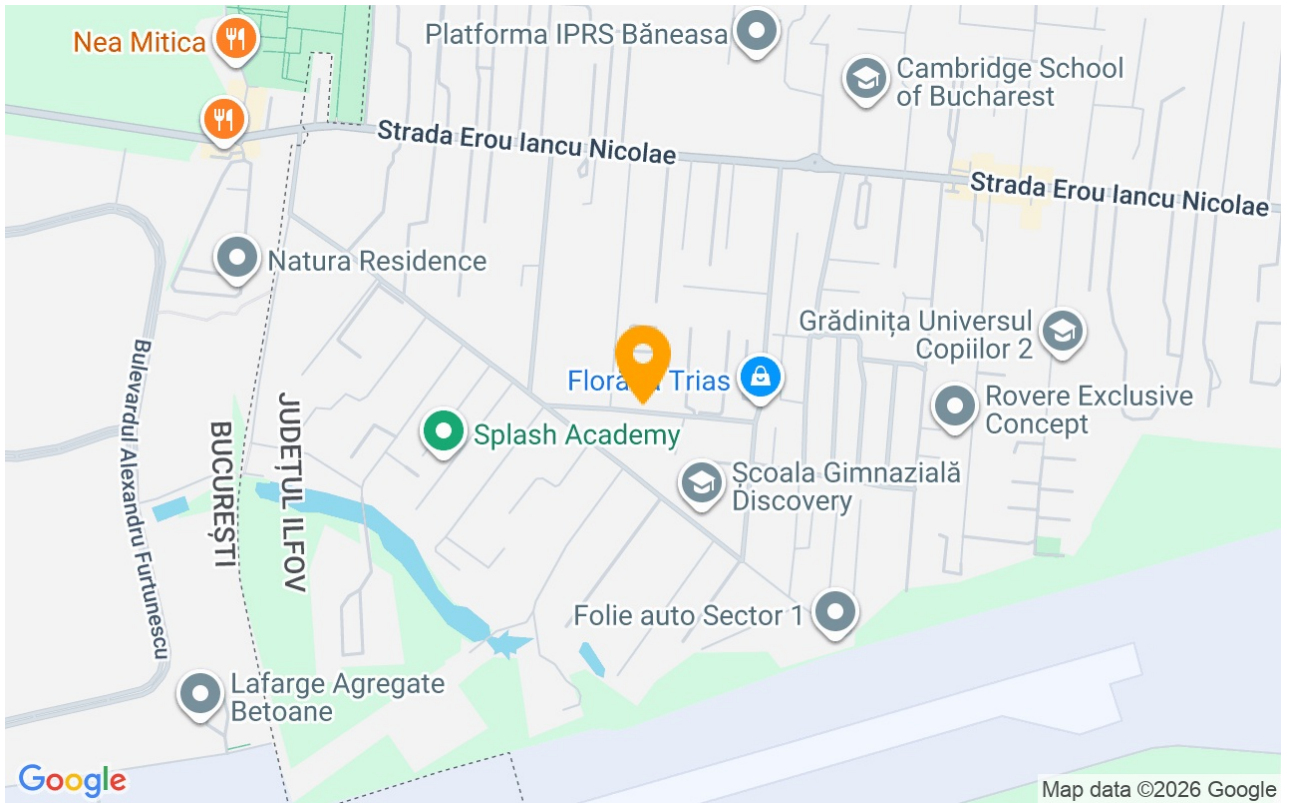 Nea Mitica
Platforma IPRS Băneasa
Cambridge School
of Bucharest
Strada Erou Iancu Nicolae
Strada Erou Iancu Nicolae
Natura Residence
Grădinița Universul
Copiilor 2
Bulevardul Alexandru Furtunescu
Trias
Rovere Exclusive
Concept
JUDEȚUL ILFOV
BUCUREȘTI
Splash Academy
Școala Gimnazială
Discovery
Folie auto Sector 1
Lafarge Agregate
Betoane
Google
Map data ©2026 Google